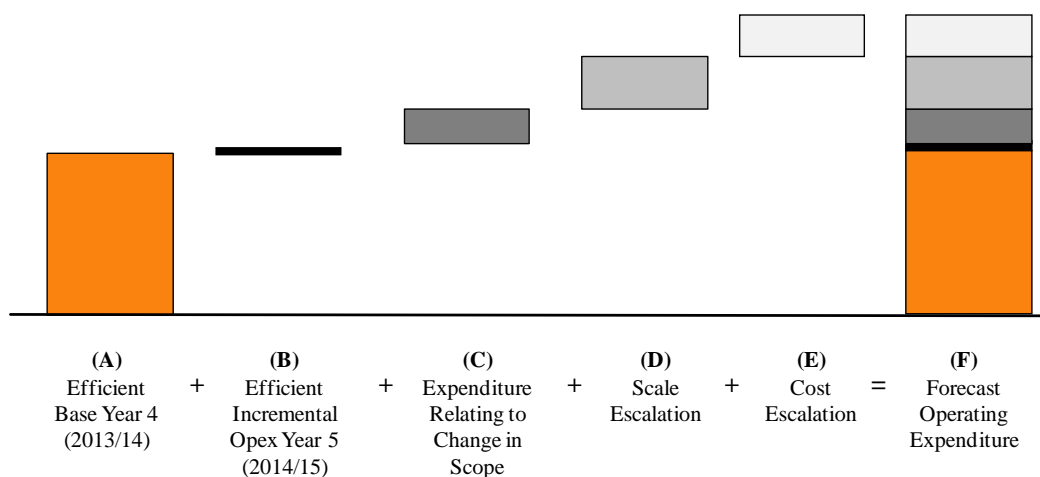 (A)
Efficient
Base Year 4
(2013/14)
+
(B)
Efficient
Incremental
Opex Year 5
(2014/15)
+
(C)
Expenditure
Relating to
Change in
Scope
+
(D)
Scale
Escalation
+
(E)
Cost
Escalation
=
(F)
Forecast
Operating
Expenditure